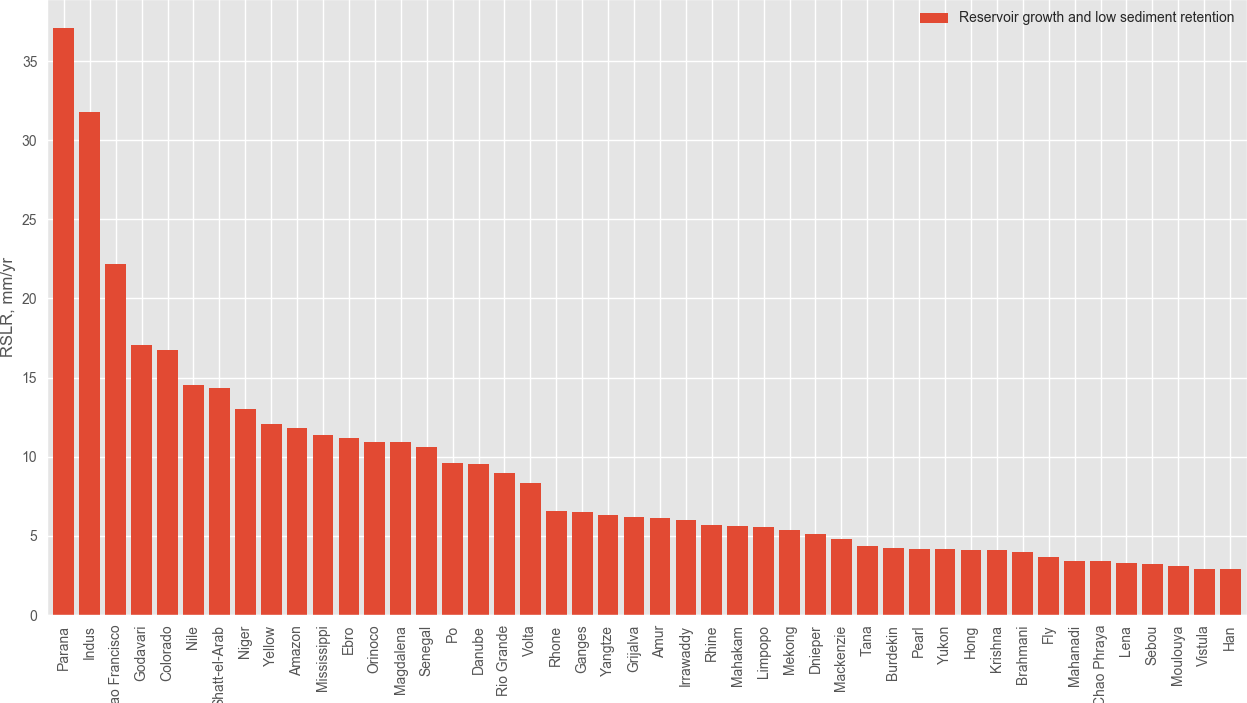 Reservoir growth and low sediment retention
RSLR, mm/yr
35
30
25
20
15
10
5
0
Parana
Indus
ao Francisco
Godavari
Colorado
Nile
Shatt-el-Arab
Niger
Yellow
Amazon
Mississippi
Ebro
Orinoco
Magdalena
Senegal
Po
Danube
Rio Grande
Volta
Rhone
Ganges
Yangtze
Grijalva
Amur
Irrawaddy
Rhine
Mahakam
Limpopo
Mekong
Dnieper
Mackenzie
Tana
Burdekin
Pearl
Yukon
Hong
Krishna
Brahmani
Fly
Mahanadi
Chao Phraya
Lena
Sebou
Moulouya
Vistula
Han